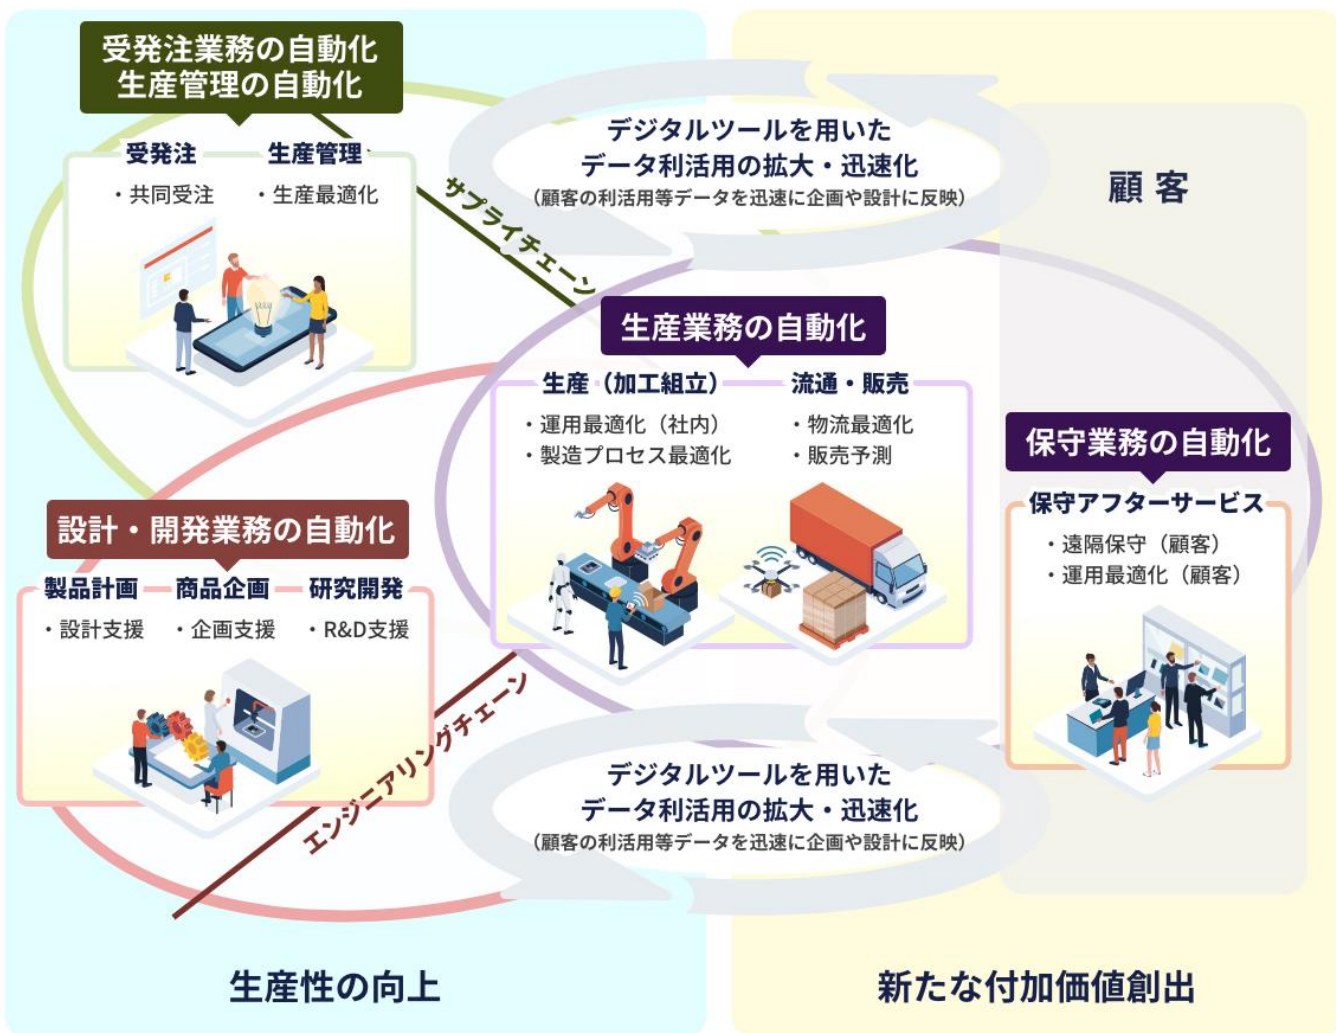 受発注業務の自動化
生産管理の自動化
受発注
生産管理
・共同受注
・生産最適化
サプライチェーン
デジタルツールを用いた
データ利活用の拡大・迅速化
（顧客の利活用等データを迅速に企画や設計に反映）
顧 客
生産業務の自動化
生産（加工組立）
流通・販売
・運用最適化（社内）
・製造プロセス最適化
・物流最適化
・販売予測
保守業務の自動化
保守アフターサービス
・遠隔保守（顧客）
・運用最適化（顧客）
設計・開発業務の自動化
製品計画
商品企画
研究開発
・設計支援
・企画支援
・R&D支援
エンジニアリングチェーン
デジタルツールを用いた
データ利活用の拡大・迅速化
（顧客の利活用等データを迅速に企画や設計に反映）
生産性の向上
新たな付加価値創出